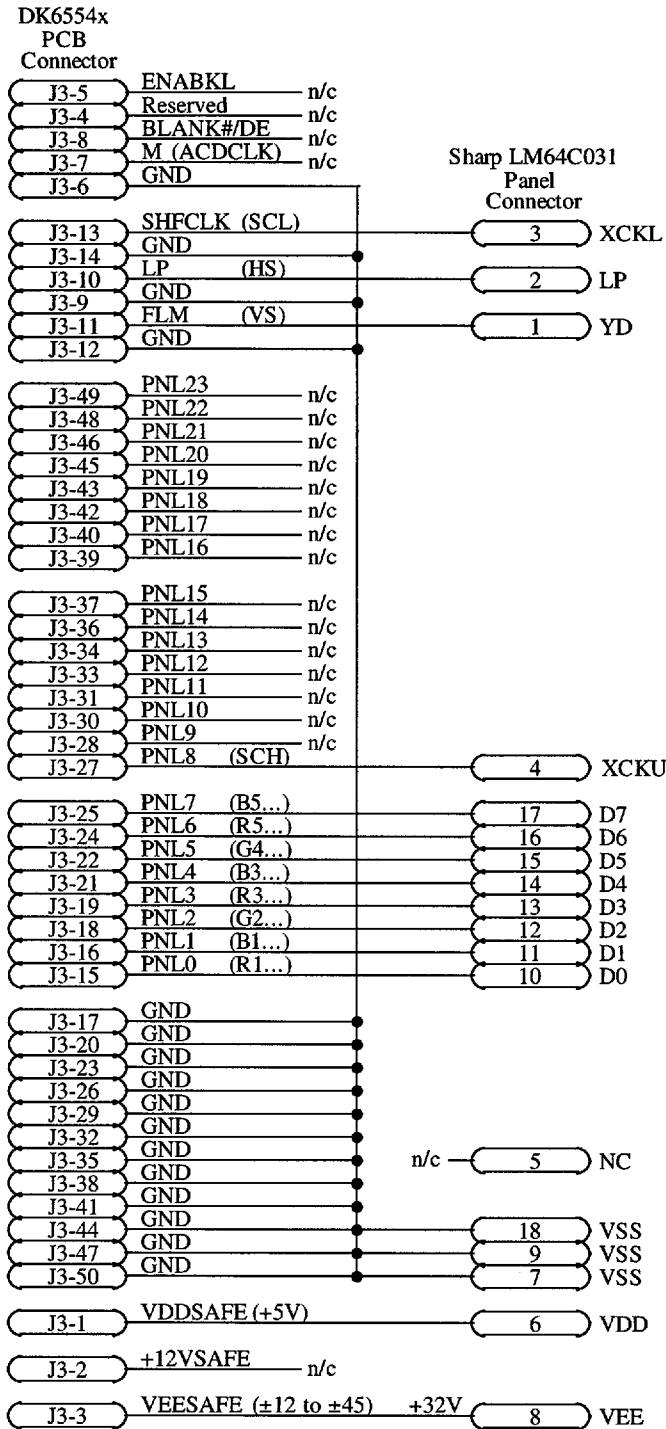 DK6554x
PCB
Connector
J3-5 ENABKL n/c
J3-4 Reserved n/c
J3-8 BLANK#/DE n/c
J3-7 M (ACDCLK) n/c
J3-6 GND
Sharp LM64C031
Panel
Connector
J3-13 SHFCLK (SCL) 3 XCKL
J3-14 GND
J3-10 LP (HS) 2 LP
J3-9 GND
J3-11 FLM (VS) 1 YD
J3-12 GND
J3-49 PNL23 n/c
J3-48 PNL22 n/c
J3-46 PNL21 n/c
J3-45 PNL20 n/c
J3-43 PNL19 n/c
J3-42 PNL18 n/c
J3-40 PNL17 n/c
J3-39 PNL16 n/c
J3-37 PNL15 n/c
J3-36 PNL14 n/c
J3-34 PNL13 n/c
J3-33 PNL12 n/c
J3-31 PNL11 n/c
J3-30 PNL10 n/c
J3-28 PNL9 n/c
J3-27 PNL8 (SCH) 4 XCKU
J3-25 PNL7 (B5...) 17 D7
J3-24 PNL6 (R5...) 16 D6
J3-22 PNL5 (G4...) 15 D5
J3-21 PNL4 (B3...) 14 D4
J3-19 PNL3 (R3...) 13 D3
J3-18 PNL2 (G2...) 12 D2
J3-16 PNL1 (B1...) 11 D1
J3-15 PNL0 (R1...) 10 D0
J3-17 GND
J3-20 GND
J3-23 GND
J3-26 GND
J3-29 GND
J3-32 GND
J3-35 GND n/c 5 NC
J3-38 GND
J3-41 GND
J3-44 GND 18 VSS
J3-47 GND 9 VSS
J3-50 GND 7 VSS
J3-1 VDDSAFE (+5V) 6 VDD
J3-2 +12VSAFE n/c
J3-3 VEESAFE (±12 to ±45) +32V 8 VEE